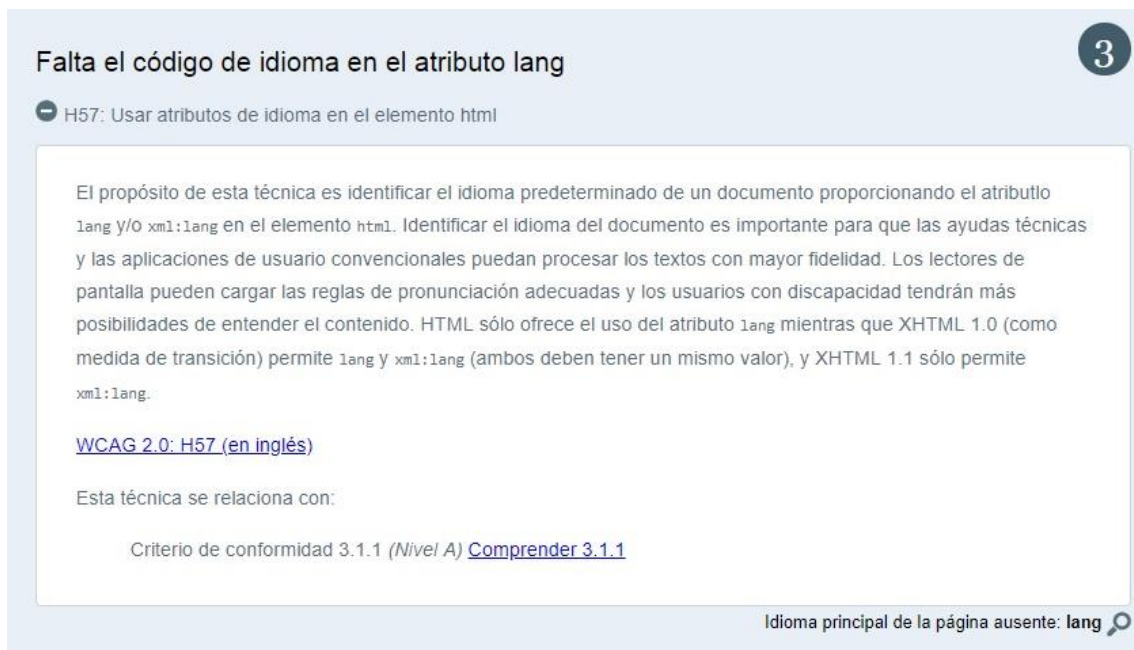 Falta el código de idioma en el atributo lang
3
H57: Usar atributos de idioma en el elemento html
El propósito de esta técnica es identificar el idioma predeterminado de un documento proporcionando el atributlo
lang y/o xml:lang en el elemento html. Identificar el idioma del documento es importante para que las ayudas técnicas
y las aplicaciones de usuario convencionales puedan procesar los textos con mayor fidelidad. Los lectores de
pantalla pueden cargar las reglas de pronunciación adecuadas y los usuarios con discapacidad tendrán más
posibilidades de entender el contenido. HTML sólo ofrece el uso del atributo lang mientras que XHTML 1.0 (como
medida de transición) permite lang y xml:lang (ambos deben tener un mismo valor), y XHTML 1.1 sólo permite
xml:lang.
WCAG 2.0: H57 (en inglés)
Esta técnica se relaciona con:
Criterio de conformidad 3.1.1 (Nivel A) Comprender 3.1.1
Idioma principal de la página ausente: lang